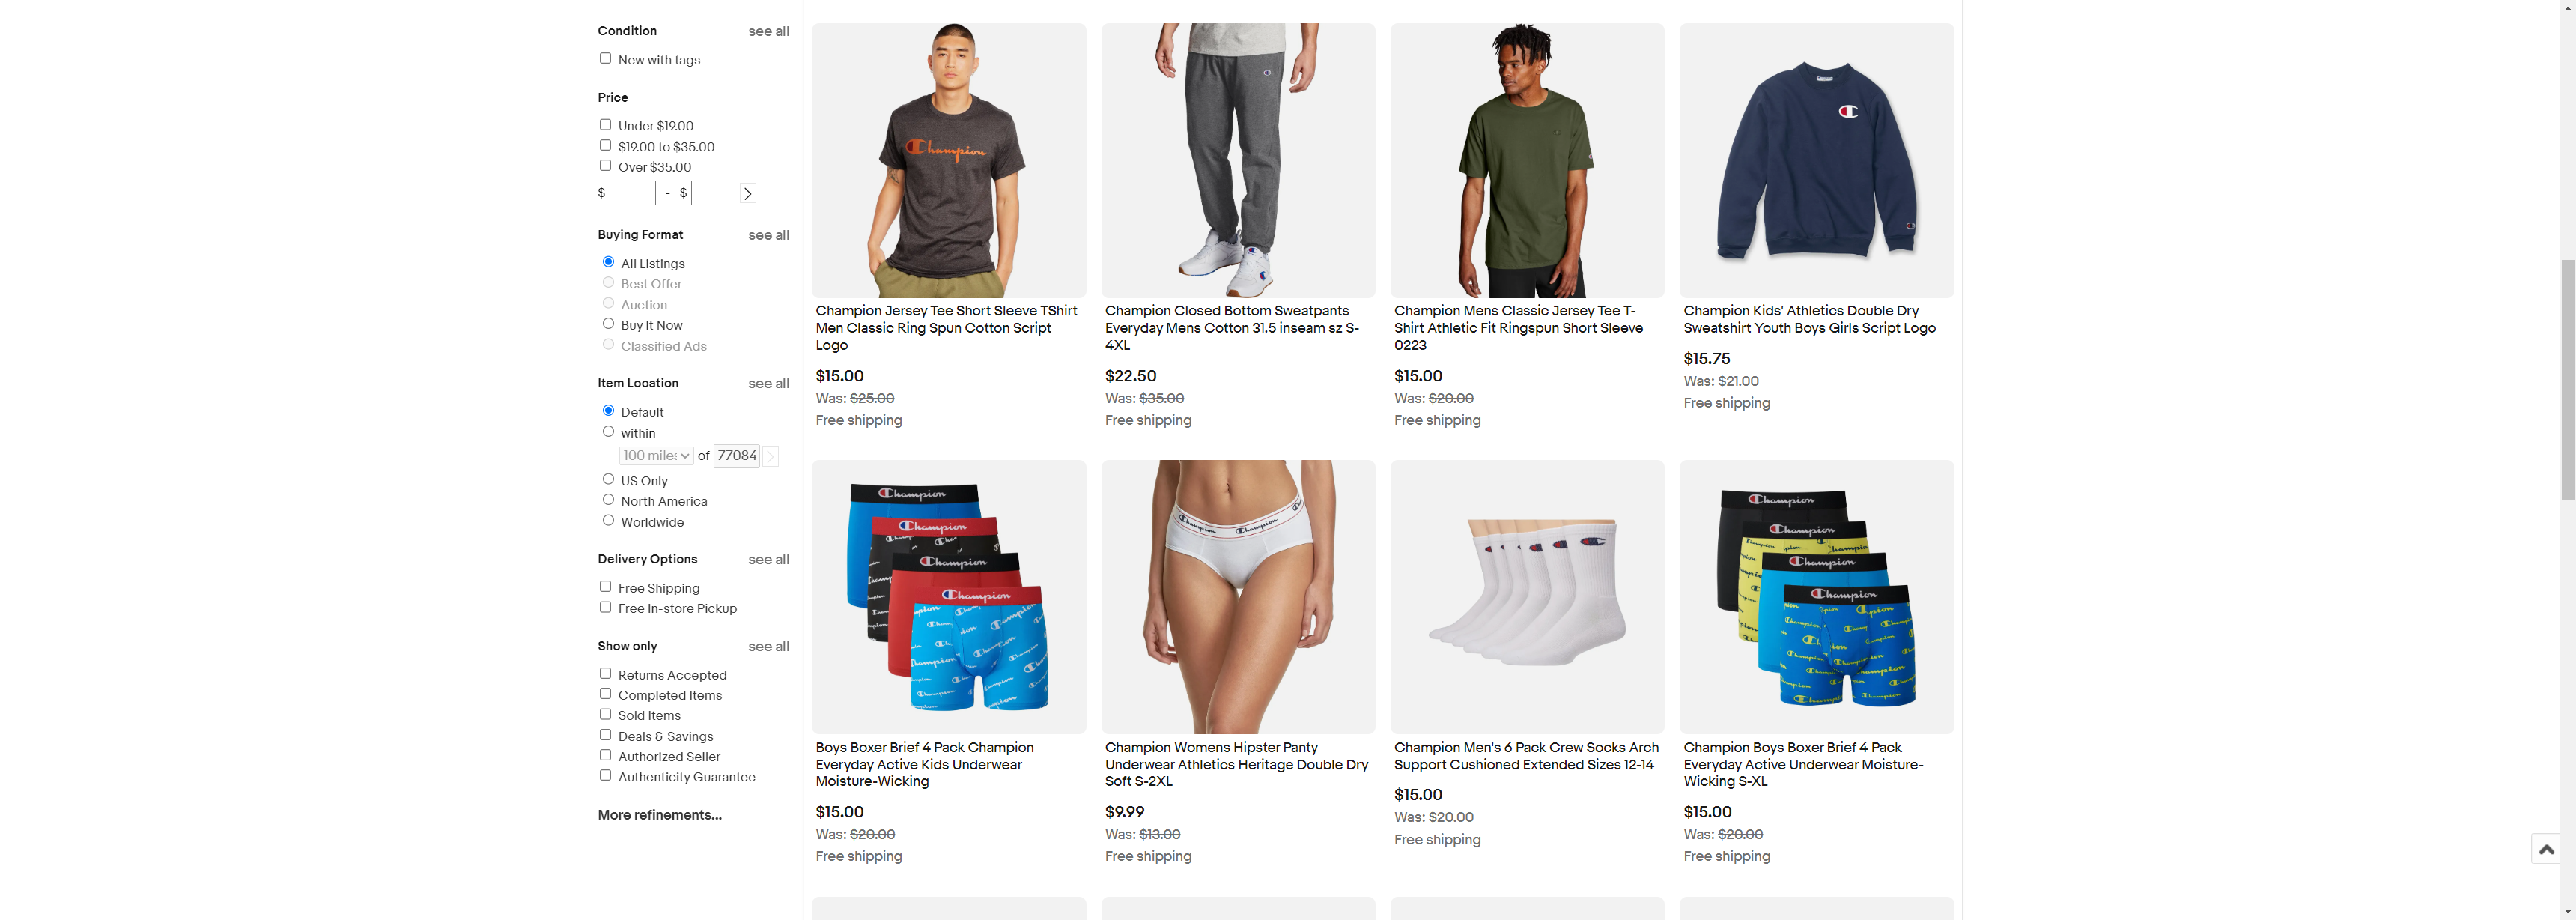 Condition
see all
New with tags
Price
Under $19.00
$19.00 to $35.00
Over $35.00
$ - $
Buying Format
see all
All Listings
Best Offer
Auction
Buy It Now
Classified Ads
Item Location
see all
Default
within
100 miles of 77084
US Only
North America
Worldwide
Delivery Options
see all
Free Shipping
Free In-store Pickup
Show only
see all
Returns Accepted
Completed Items
Sold Items
Deals & Savings
Authorized Seller
Authenticity Guarantee
More refinements...
Champion
Champion Jersey Tee Short Sleeve TShirt
Men Classic Ring Spun Cotton Script
Logo
$15.00
Was: $25.00
Free shipping
Champion Closed Bottom Sweatpants
Everyday Mens Cotton 31.5 inseam sz S-
4XL
$22.50
Was: $35.00
Free shipping
Champion Mens Classic Jersey Tee T-
Shirt Athletic Fit Ringspun Short Sleeve
0223
$15.00
Was: $20.00
Free shipping
Champion Kids' Athletics Double Dry
Sweatshirt Youth Boys Girls Script Logo
$15.75
Was: $21.00
Free shipping
Champion
Champion
Champion
Champion
Boys Boxer Brief 4 Pack Champion
Everyday Active Kids Underwear
Moisture-Wicking
$15.00
Was: $20.00
Free shipping
Champion
Champion
Champion Womens Hipster Panty
Underwear Athletics Heritage Double Dry
Soft S-2XL
$9.99
Was: $13.00
Free shipping
Champion Men's 6 Pack Crew Socks Arch
Support Cushioned Extended Sizes 12-14
$15.00
Was: $20.00
Free shipping
Champion
Champion
Champion
Champion
Champion Boys Boxer Brief 4 Pack
Everyday Active Underwear Moisture-
Wicking S-XL
$15.00
Was: $20.00
Free shipping